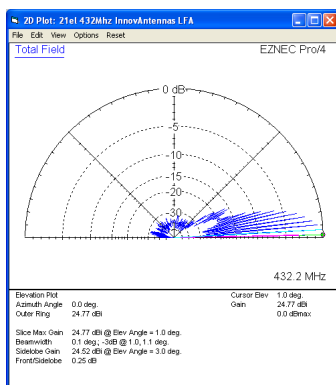 2D Plot: 21el 432Mhz InnovAntennas LFA
File Edit View Options Reset
Total Field EZNEC Pro/4
0 dB
-5
-10
-15
-20
-30
432.2 MHz
Elevation Plot Cursor Elev 1.0 deg.
Azimuth Angle 0.0 deg. Gain 24.77 dBi
Outer Ring 24.77 dBi 0.0 dBmax
Slice Max Gain 24.77 dBi @ Elev Angle = 1.0 deg.
Beamwidth 0.1 deg.; -3dB @ 1.0, 1.1 deg.
Sidelobe Gain 24.52 dBi @ Elev Angle = 3.0 deg.
Front/Sidelobe 0.25 dB